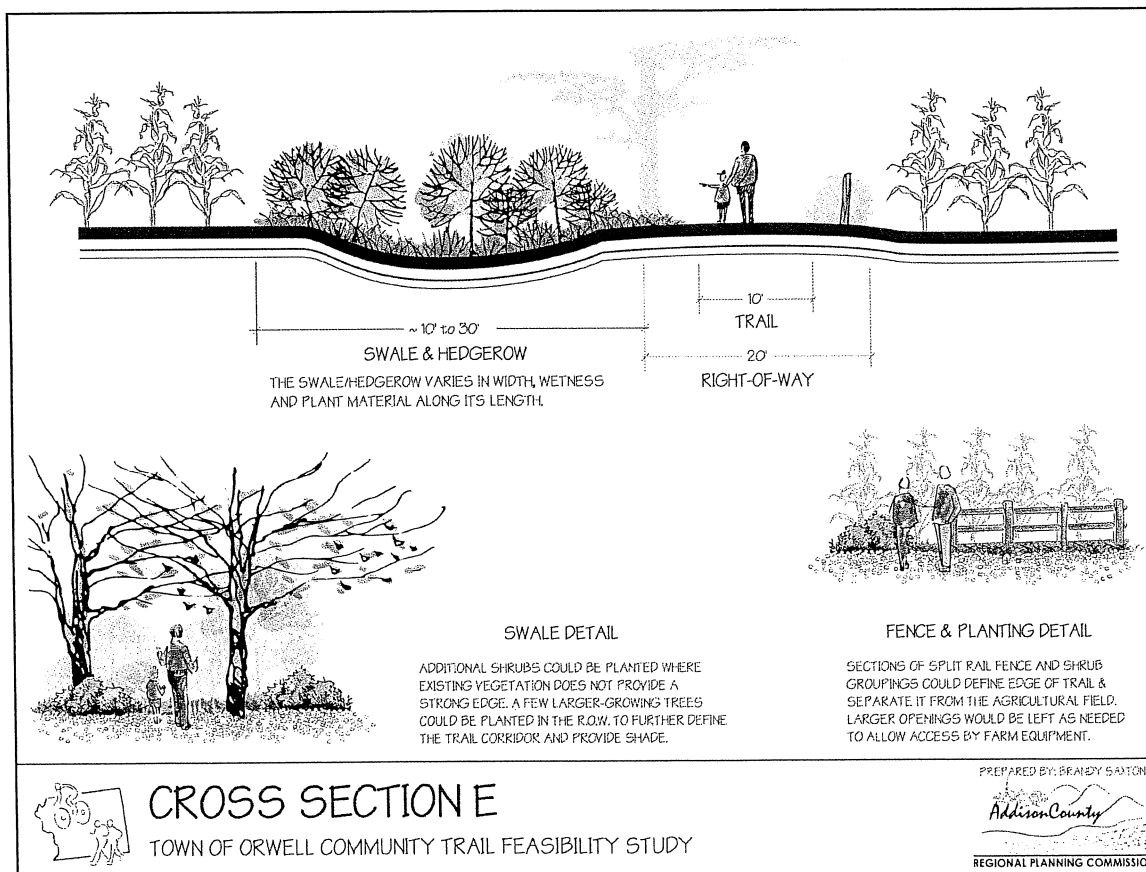 ~ 10' to 30'
10'
TRAIL
SWALE & HEDGEROW
20'
RIGHT-OF-WAY
THE SWALE/HEDGEROW VARIES IN WIDTH, WETNESS
AND PLANT MATERIAL ALONG ITS LENGTH.
SWALE DETAIL
ADDITIONAL SHRUBS COULD BE PLANTED WHERE
EXISTING VEGETATION DOES NOT PROVIDE A
STRONG EDGE. A FEW LARGER-GROWING TREES
COULD BE PLANTED IN THE R.O.W. TO FURTHER DEFINE
THE TRAIL CORRIDOR AND PROVIDE SHADE.
FENCE & PLANTING DETAIL
SECTIONS OF SPLIT RAIL FENCE AND SHRUB
GROUPINGS COULD DEFINE EDGE OF TRAIL &
SEPARATE IT FROM THE AGRICULTURAL FIELD.
LARGER OPENINGS WOULD BE LEFT AS NEEDED
TO ALLOW ACCESS BY FARM EQUIPMENT.
CROSS SECTION E
TOWN OF ORWELL COMMUNITY TRAIL FEASIBILITY STUDY
PREPARED BY: BRANDY SAXTON
Addison County
REGIONAL PLANNING COMMISSIO